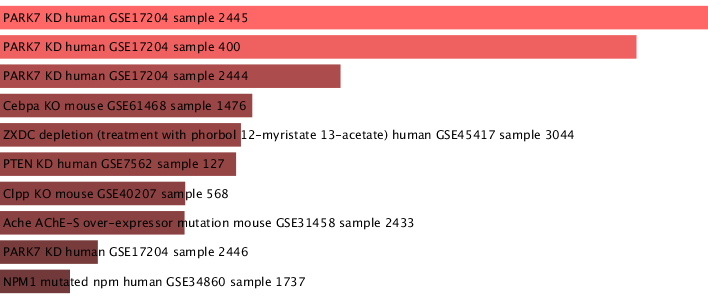 PARK7 KD human GSE17204 sample 2445
PARK7 KD human GSE17204 sample 400
PARK7 KD human GSE17204 sample 2444
Cebpa KO mouse GSE61468 sample 1476
ZXDC depletion (treatment with phorbol 12-myristate 13-acetate) human GSE45417 sample 3044
PTEN KD human GSE7562 sample 127
Clpp KO mouse GSE40207 sample 568
Ache AChE-S over-expressor mutation mouse GSE31458 sample 2433
PARK7 KD human GSE17204 sample 2446
NPM1 mutated npm human GSE34860 sample 1737